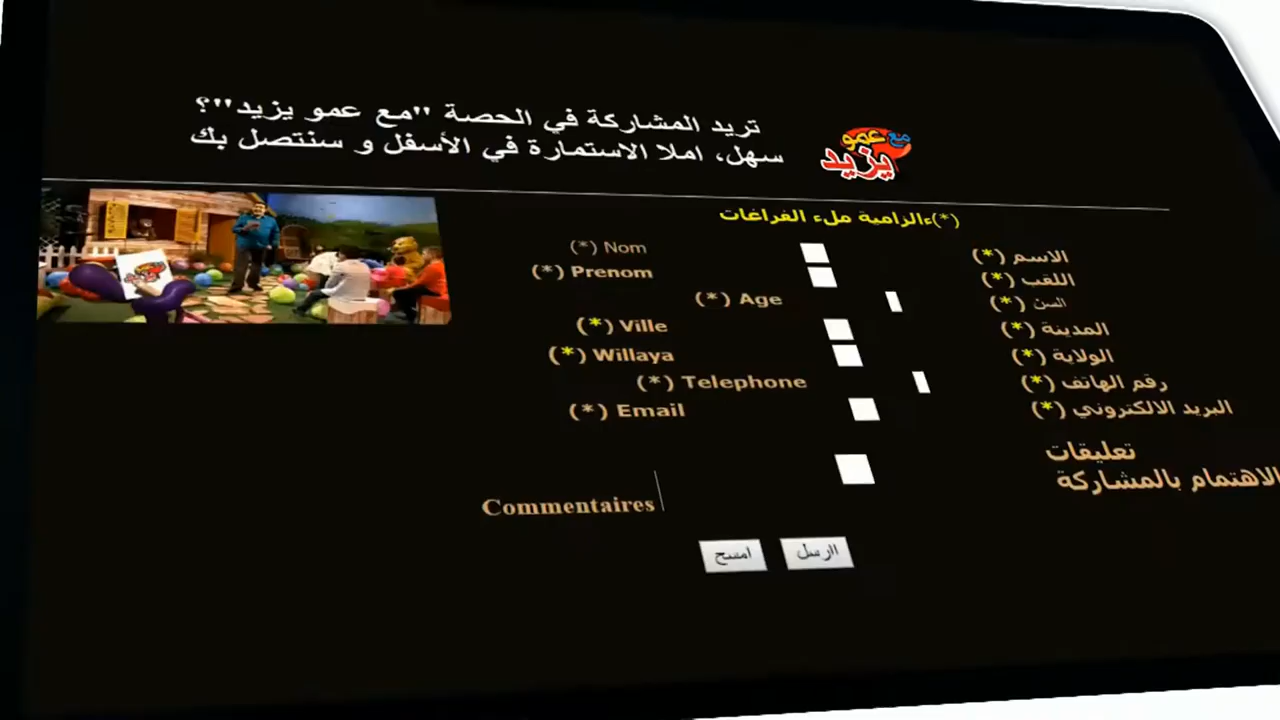 تريد المشاركة في الحصة "مع عمو يزيد"؟
سهل، املا الاستمارة في الأسفل و سنتصل بك
مع عمو يزيد
(*)ءالزامية ملء الفراغات
الاسم (*) Nom (*)
اللقب (*) Prenom (*)
السن (*) Age (*)
المدينة (*) Ville (*)
الولاية (*) Willaya (*)
رقم الهاتف (*) Telephone (*)
البريد الالكتروني (*) Email (*)
تعليقات
الاهتمام بالمشاركة
Commentaires
اارسل امسح